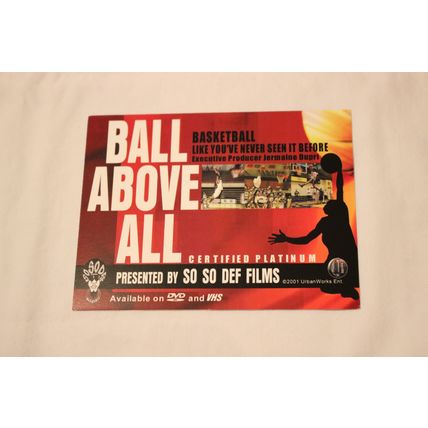 BALL
ABOVE
ALL
BASKETBALL
LIKE YOU'VE NEVER SEEN IT BEFORE
Executive Producer Jermaine Dupri
CERTIFIED PLATINUM
PRESENTED BY SO SO DEF FILMS
Available on DVD and VHS
©2001 UrbanWorks Ent.